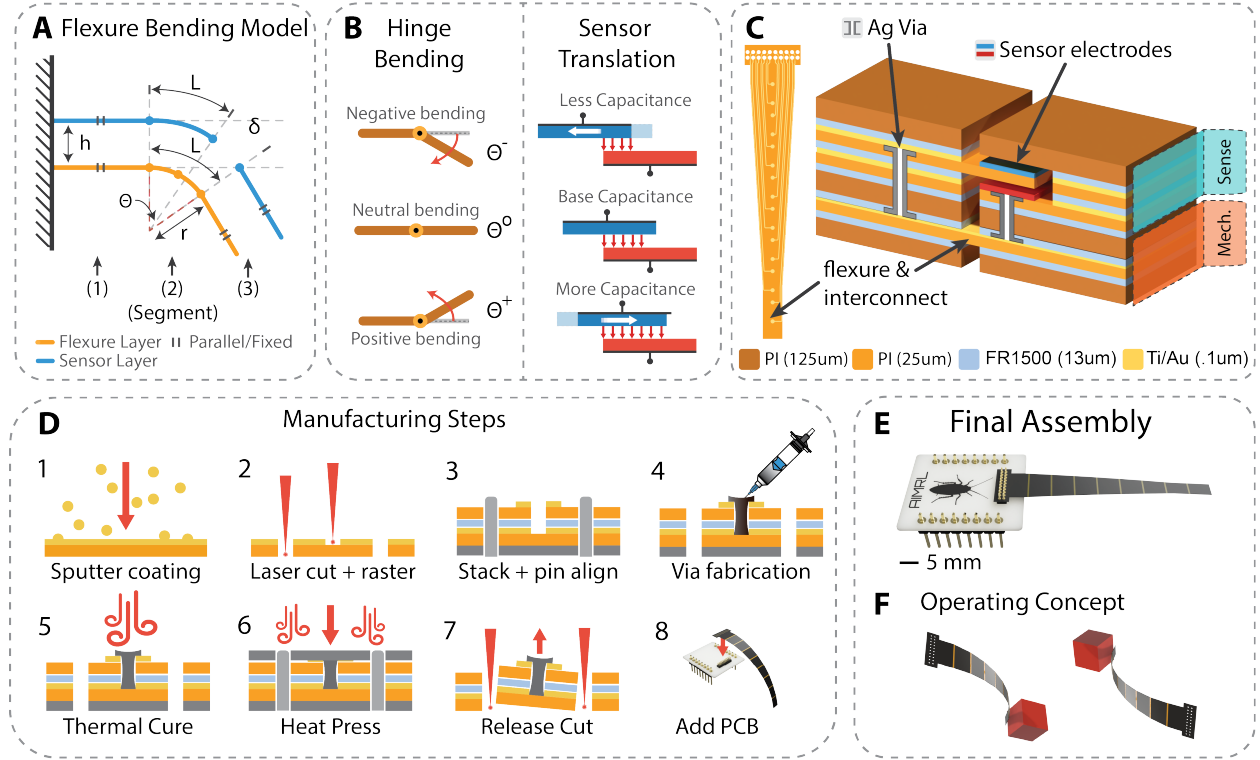 A Flexure Bending Model
L
δ
h
L
Θ
r
(1) (2) (3)
(Segment)
Flexure Layer Parallel/Fixed
Sensor Layer
B Hinge Bending
Negative bending
Θ-
Neutral bending
Θo
Θ+
Positive bending
Sensor Translation
Less Capacitance
Base Capacitance
More Capacitance
C
Ag Via
Sensor electrodes
Sense
Mech.
flexure &
interconnect
PI (125um) PI (25um) FR1500 (13um) Ti/Au (.1um)
D Manufacturing Steps
1
Sputter coating
2
Laser cut + raster
3
Stack + pin align
4
Via fabrication
5
Thermal Cure
6
Heat Press
7
Release Cut
8
Add PCB
E Final Assembly
AIMRL
5 mm
F Operating Concept